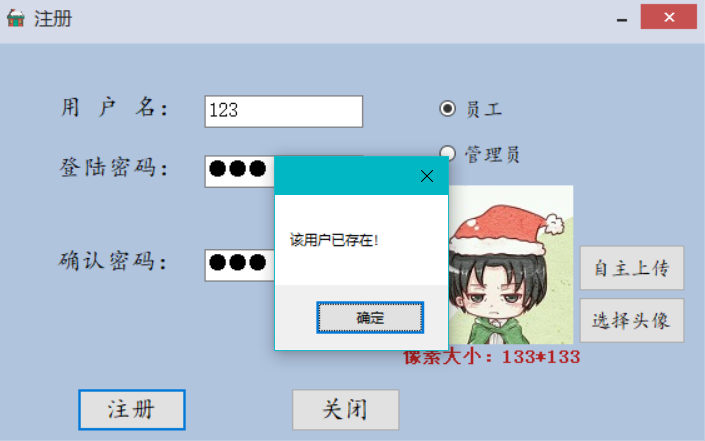 注册
用 户 名：
123
员工
登陆密码：
管理员
该用户已存在!
确认密码：
确定
自主上传
选择头像
像素大小：133*133
注册
关闭